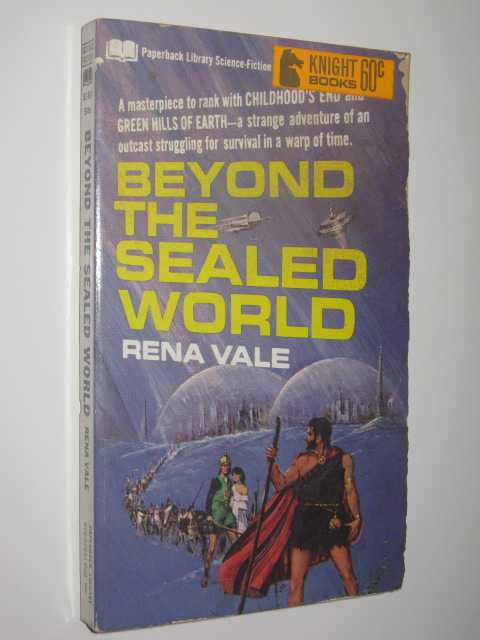 Paperback Library Science-Fiction
KNIGHT
BOOKS
60¢
A masterpiece to rank with CHILDHOOD'S END and
GREEN HILLS OF EARTH—a strange adventure of an
outcast struggling for survival in a warp of time.
BEYOND
THE
SEALED
WORLD
RENA VALE
BEYOND THE SEALED WORLD
RENA VALE